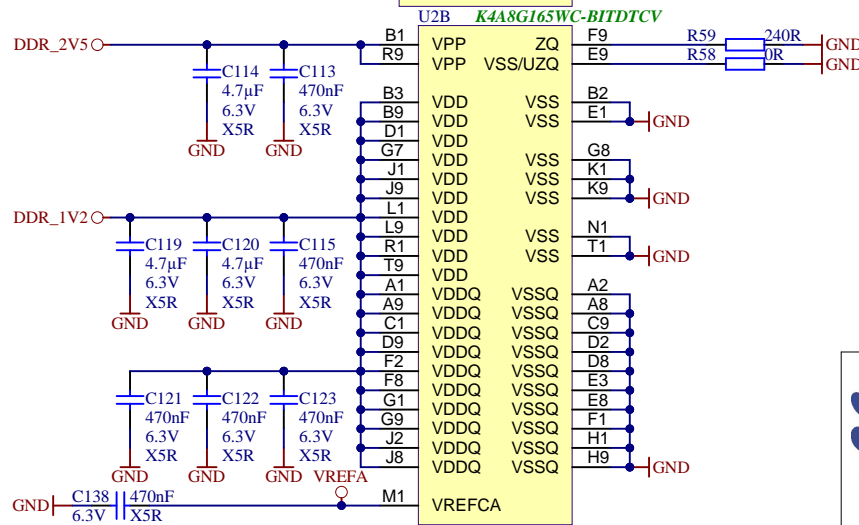 U2B K4A8G165WC-BITDTCV
DDR_2V5 B1 VPP ZQ F9 R59 240R GND
R9 VPP VSS/UZQ E9 R58 0R GND
C114 4.7µF 6.3V X5R GND
C113 470nF 6.3V X5R GND
B3 VDD VSS B2
B9 VDD VSS E1 GND
D1 VDD
G7 VDD VSS G8
J1 VDD VSS K1
J9 VDD VSS K9 GND
DDR_1V2 L1 VDD
L9 VDD VSS N1
R1 VDD VSS T1 GND
T9 VDD
C119 4.7µF 6.3V X5R GND
C120 4.7µF 6.3V X5R GND
C115 470nF 6.3V X5R GND
A1 VDDQ VSSQ A2
A9 VDDQ VSSQ A8
C1 VDDQ VSSQ C9
D9 VDDQ VSSQ D2
F2 VDDQ VSSQ D8
F8 VDDQ VSSQ E3
G1 VDDQ VSSQ E8
G9 VDDQ VSSQ F1
J2 VDDQ VSSQ H1
J8 VDDQ VSSQ H9 GND
C121 470nF 6.3V X5R GND
C122 470nF 6.3V X5R GND
C123 470nF 6.3V X5R GND
VREFA
GND C138 470nF 6.3V X5R M1 VREFCA